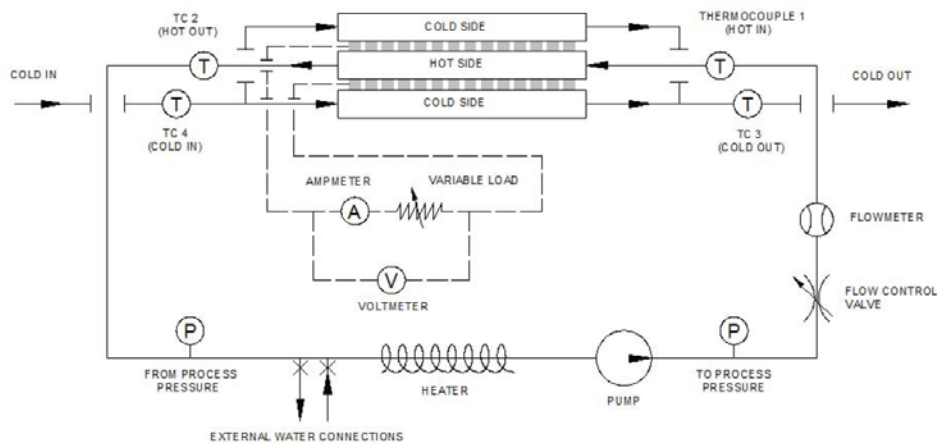 TC 2
(HOT OUT)
COLD SIDE
THERMOCOUPLE 1
(HOT IN)
COLD IN
T
HOT SIDE
T
COLD OUT
T
COLD SIDE
T
TC 4
(COLD IN)
TC 3
(COLD OUT)
AMPMETER
VARIABLE LOAD
A
FLOWMETER
V
VOLTMETER
FLOW CONTROL
VALVE
P
P
FROM PROCESS
PRESSURE
HEATER
PUMP
TO PROCESS
PRESSURE
EXTERNAL WATER CONNECTIONS